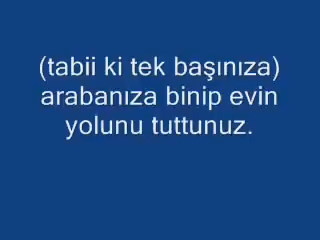 (tabii ki tek başınıza)
arabanıza binip evin
yolunu tuttunuz.